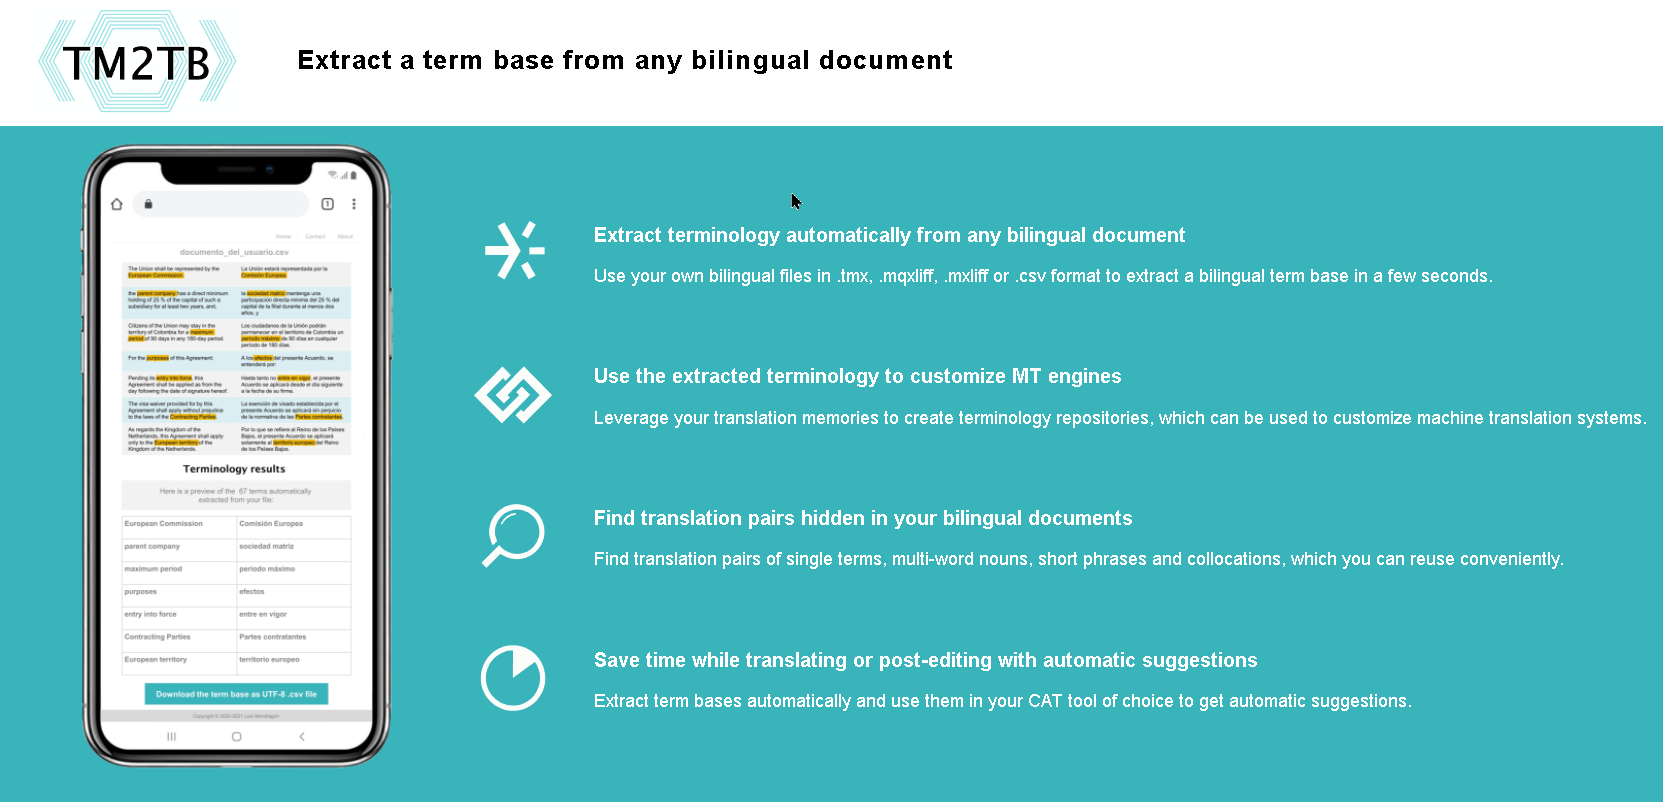 TM2TB
Extract a term base from any bilingual document
1
Home
Contact
About
documento_del_usuario.csv
The Union shall be represented by the
European Commission.
La Unión estará representada por la
Comisión Europea.
the parent company has a direct minimum
holding of 25 % of the capital of such a
subsidiary for at least two years, and,
la sociedad matriz mantenga una
participación directa mínima del 25 % del
capital de la filial durante al menos dos
años, y
Citizens of the Union may stay in the
territory of Colombia for a maximum
period of 90 days in any 180-day period.
Los ciudadanos de la Unión podrán
permanecer en el territorio de Colombia un
período máximo de 90 días en cualquier
período de 180 días.
For the purposes of this Agreement:
A los efectos del presente Acuerdo, se
entenderá por:
Pending its entry into force, this
Agreement shall be applied as from the
day following the date of signature hereof.
Hasta tanto no entre en vigor, el presente
Acuerdo se aplicará desde el día siguiente
a la fecha de su firma.
The visa waiver provided for by this
Agreement shall apply without prejudice
to the laws of the Contracting Parties.
La exención de visado establecida por el
presente Acuerdo se aplicará sin perjuicio
de la normativa de las Partes contratantes.
As regards the Kingdom of the
Netherlands, this Agreement shall apply
only to the European territory of the
Kingdom of the Netherlands.
Por lo que se refiere al Reino de los Países
Bajos, el presente Acuerdo se aplicará
solamente al territorio europeo del Reino
de los Países Bajos.
Terminology results
Here is a preview of the 67 terms automatically
extracted from your file:
European Commission
Comisión Europea
parent company
sociedad matriz
maximum period
período máximo
purposes
efectos
entry into force
entre en vigor
Contracting Parties
Partes contratantes
European territory
territorio europeo
Download the term base as UTF-8 .csv file
Copyright © 2020-2021 Luis Mondragón
Extract terminology automatically from any bilingual document
Use your own bilingual files in .tmx, .mqxliff, .mxliff or .csv format to extract a bilingual term base in a few seconds.
Use the extracted terminology to customize MT engines
Leverage your translation memories to create terminology repositories, which can be used to customize machine translation systems.
Find translation pairs hidden in your bilingual documents
Find translation pairs of single terms, multi-word nouns, short phrases and collocations, which you can reuse conveniently.
Save time while translating or post-editing with automatic suggestions
Extract term bases automatically and use them in your CAT tool of choice to get automatic suggestions.